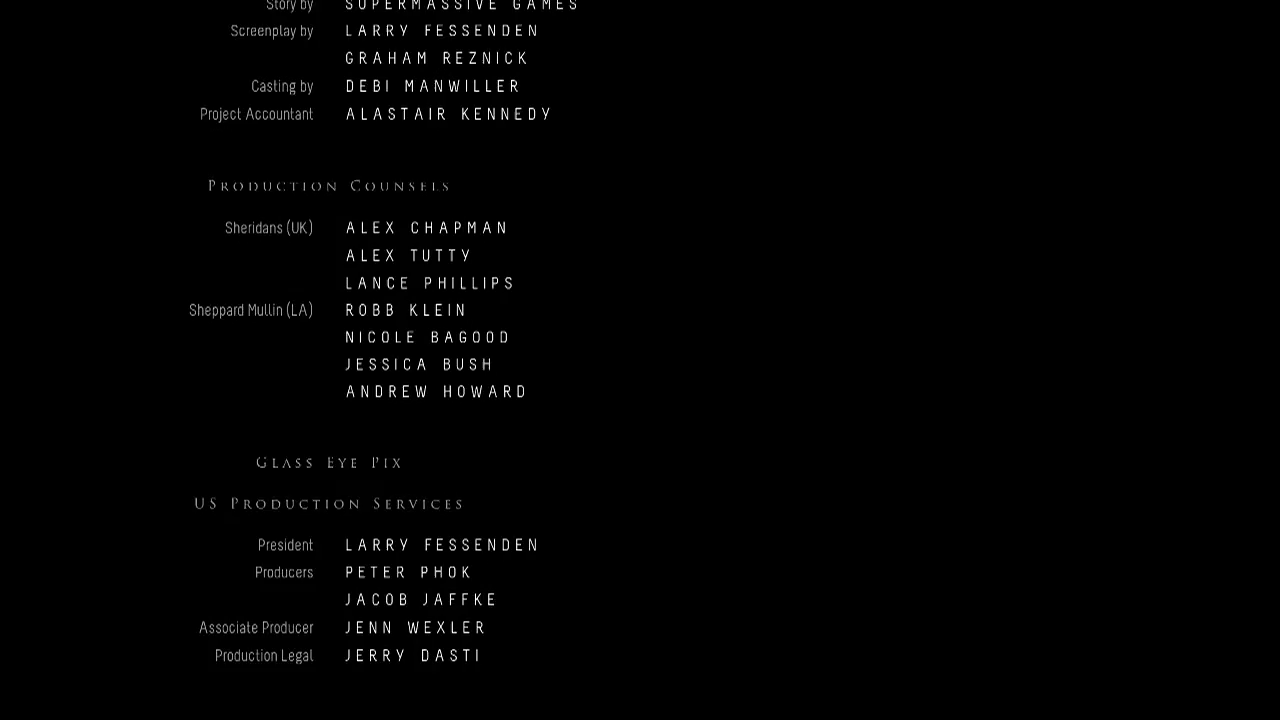 Story by SUPERMASSIVE GAMES
Screenplay by LARRY FESSENDEN
GRAHAM REZNICK
Casting by DEBI MANWILLER
Project Accountant ALASTAIR KENNEDY
PRODUCTION COUNSELS
Sheridans (UK) ALEX CHAPMAN
ALEX TUTTY
LANCE PHILLIPS
Sheppard Mullin (LA) ROBB KLEIN
NICOLE BAGOOD
JESSICA BUSH
ANDREW HOWARD
GLASS EYE PIX
US PRODUCTION SERVICES
President LARRY FESSENDEN
Producers PETER PHOK
JACOB JAFFKE
Associate Producer JENN WEXLER
Production Legal JERRY DASTI